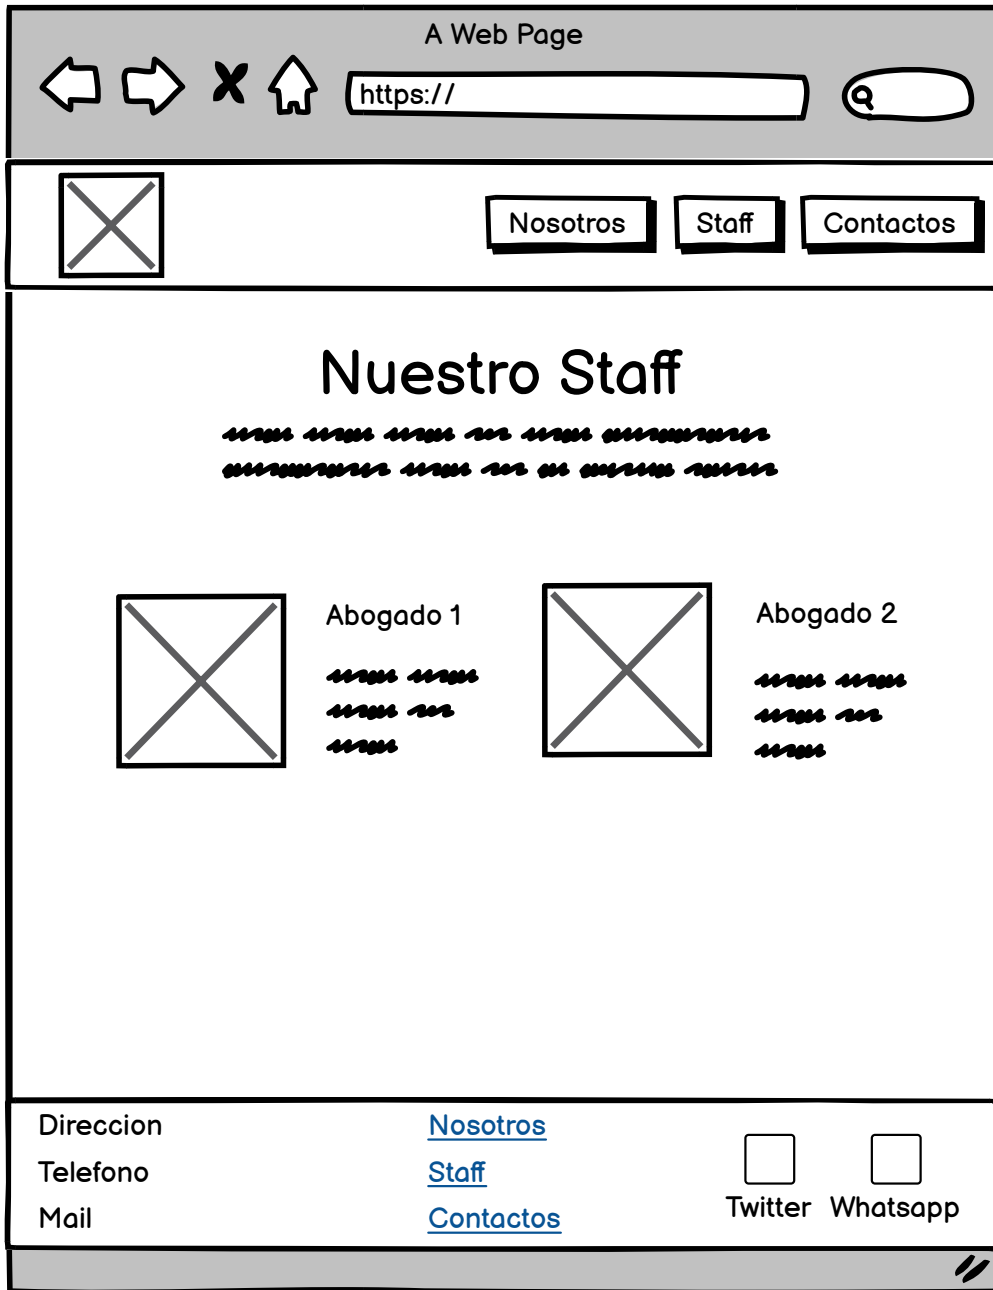 A Web Page
https://
Nosotros Staff Contactos
Nuestro Staff
Abogado 1
Abogado 2
Direccion
Telefono
Mail
Nosotros
Staff
Contactos
Twitter Whatsapp